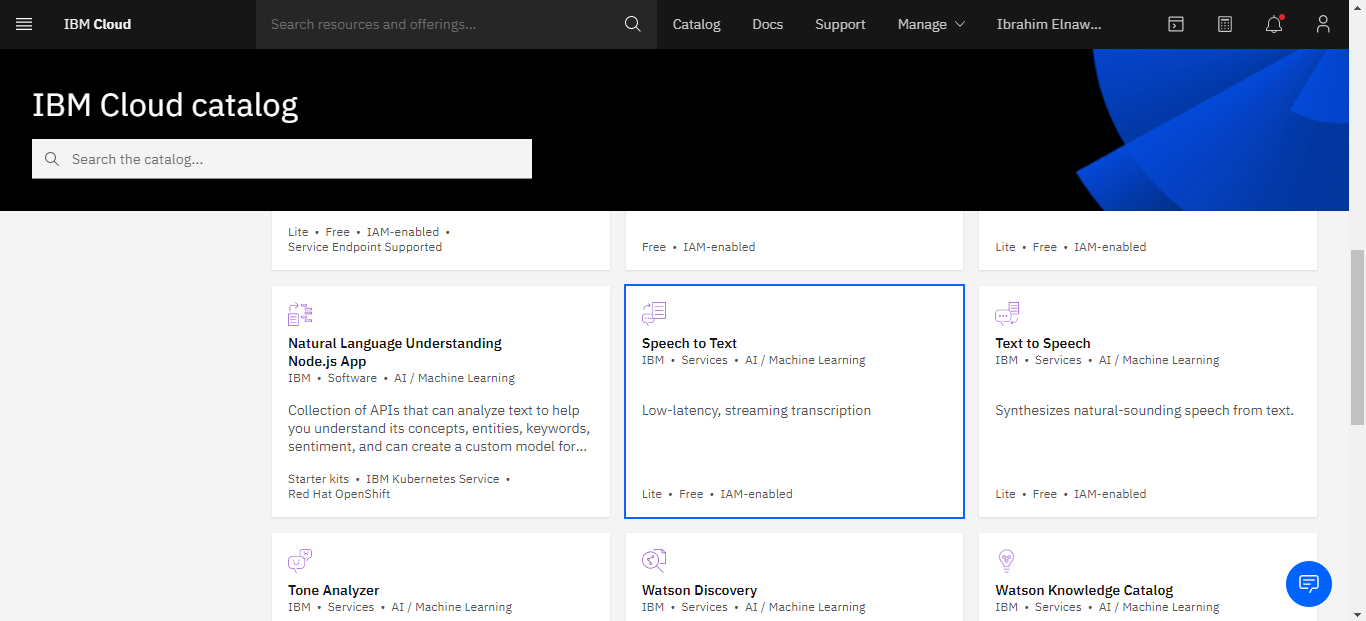 IBM Cloud
Search resources and offerings...
Catalog
Docs
Support
Manage
Ibrahim Elnaw...
IBM Cloud catalog
Search the catalog...
Lite • Free • IAM-enabled •
Service Endpoint Supported
Free • IAM-enabled
Lite • Free • IAM-enabled
Natural Language Understanding
Node.js App
IBM • Software • AI / Machine Learning
Collection of APIs that can analyze text to help
you understand its concepts, entities, keywords,
sentiment, and can create a custom model for...
Starter kits • IBM Kubernetes Service •
Red Hat OpenShift
Speech to Text
IBM • Services • AI / Machine Learning
Low-latency, streaming transcription
Lite • Free • IAM-enabled
Text to Speech
IBM • Services • AI / Machine Learning
Synthesizes natural-sounding speech from text.
Lite • Free • IAM-enabled
Tone Analyzer
IBM • Services • AI / Machine Learning
Watson Discovery
IBM • Services • AI / Machine Learning
Watson Knowledge Catalog
IBM • Services • AI / Machine Learning